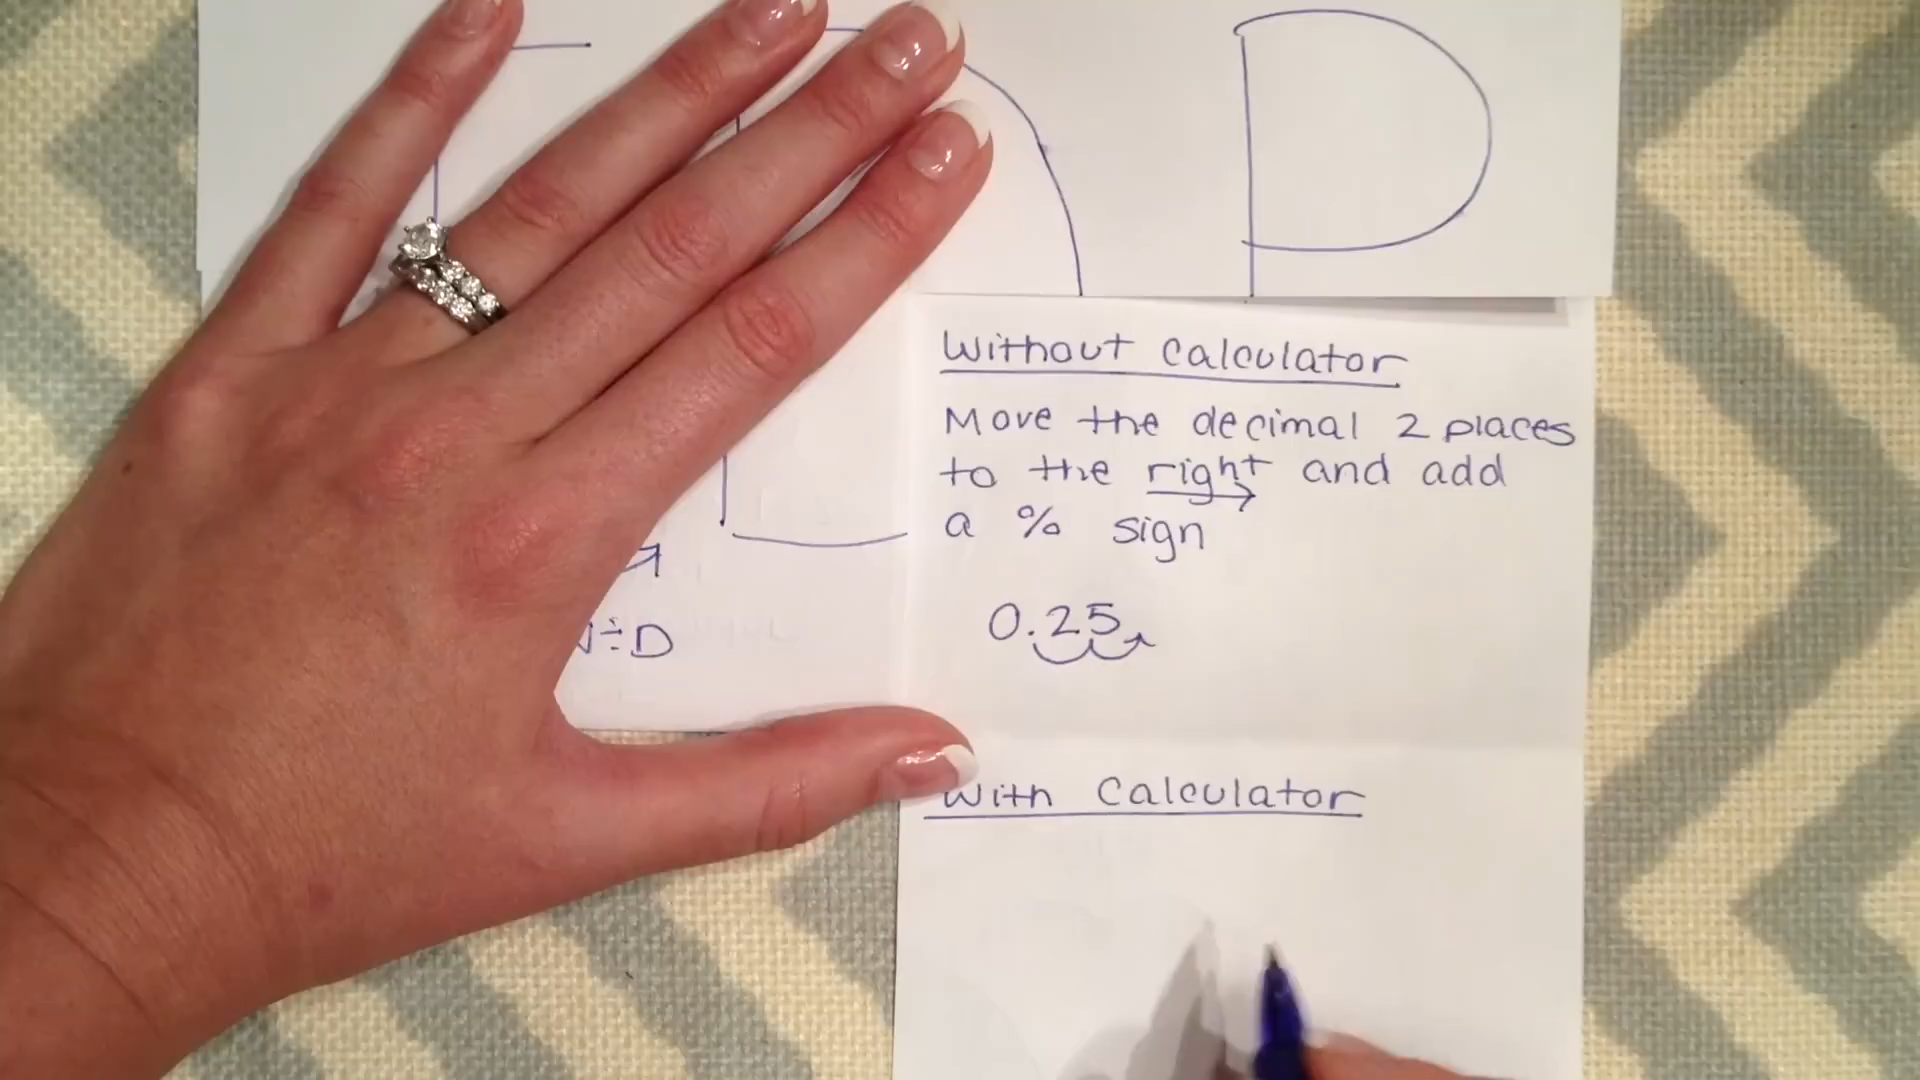 P
Without Calculator
Move the decimal 2 places
to the right and add
a % sign
0.25
÷D
With Calculator